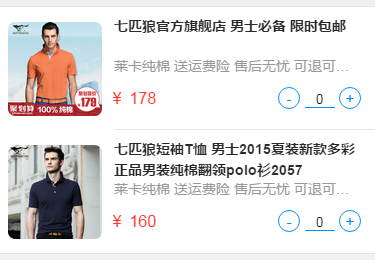 七匹狼官方旗舰店 男士必备 限时包邮
莱卡纯棉 送运费险 售后无忧 可退可...
¥ 178
- 0 +
聚划算 100% 纯棉
¥179
七匹狼短袖T恤 男士2015夏装新款多彩
正品男装纯棉翻领polo衫2057
莱卡纯棉 送运费险 售后无忧 可退可...
¥ 160
- 0 +